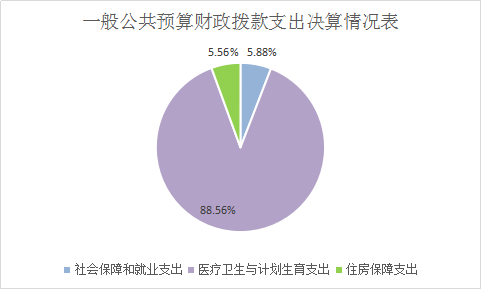 一般公共预算财政拨款支出决算情况表
5.56% 5.88%
88.56%
社会保障和就业支出 医疗卫生与计划生育支出 住房保障支出